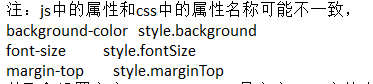 注：js中的属性和css中的属性名称可能不一致，
background-color style.background
font-size style.fontSize
margin-top style.marginTop